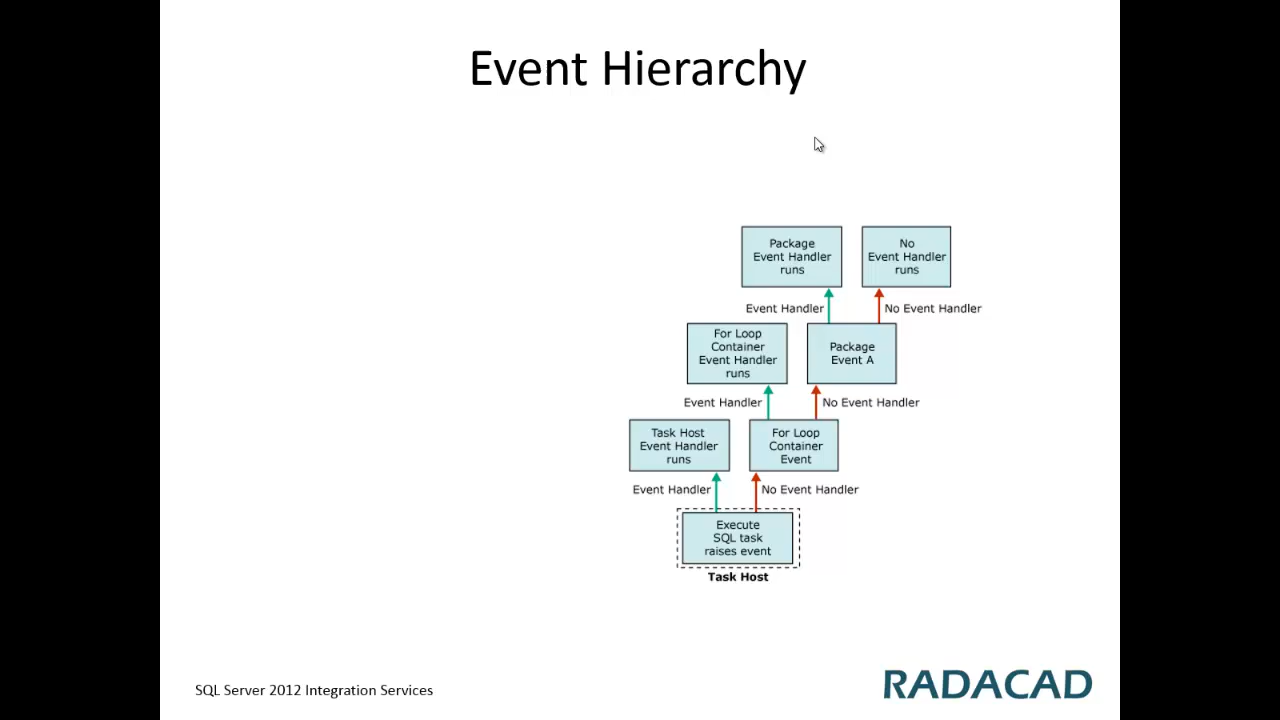 Event Hierarchy
Package
Event Handler
runs
No
Event Handler
runs
Event Handler
No Event Handler
For Loop
Container
Event Handler
runs
Package
Event A
Event Handler
No Event Handler
Task Host
Event Handler
runs
For Loop
Container
Event
Event Handler
No Event Handler
Execute
SQL task
raises event
Task Host
SQL Server 2012 Integration Services
RADACAD